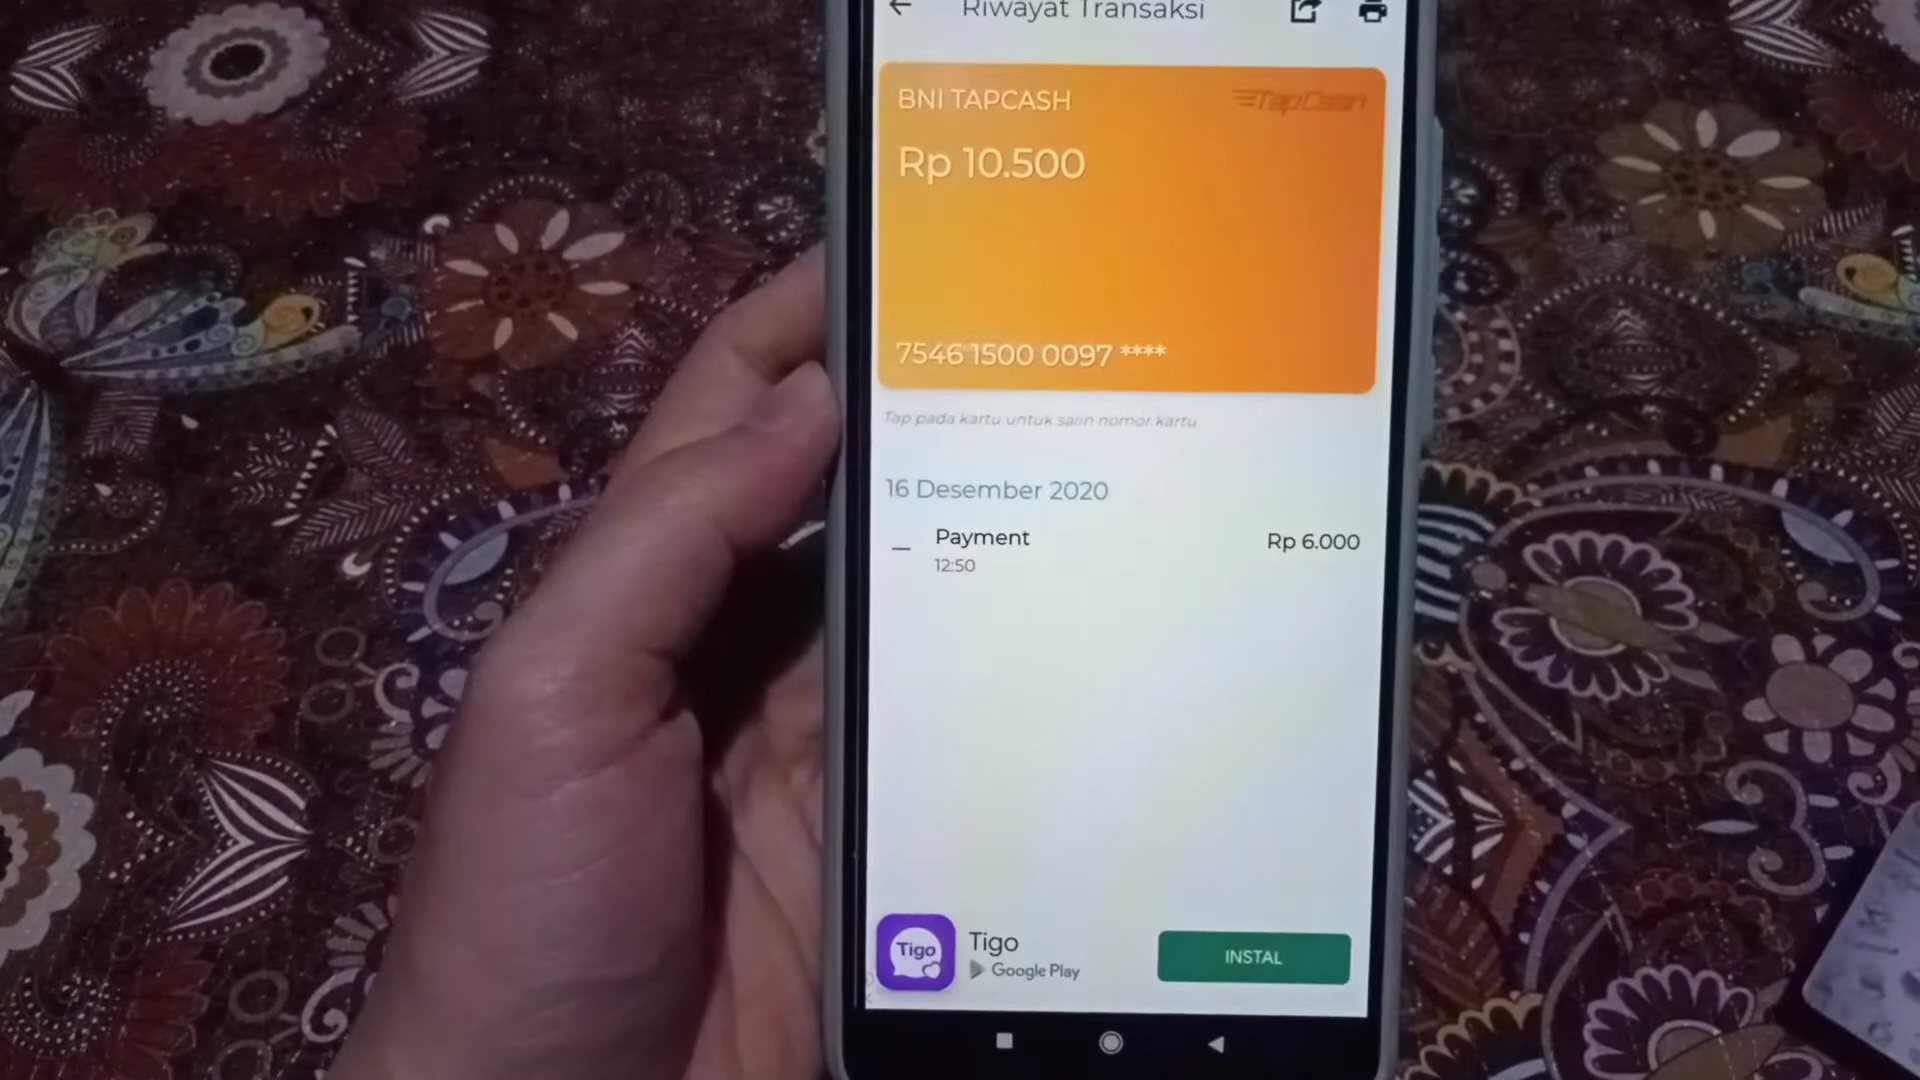 Riwayat Transaksi
BNI TAPCASH
TapCash
Rp 10.500
7546 1500 0097 ****
Tap pada kartu untuk salin nomor kartu
16 Desember 2020
Payment
Rp 6.000
12:50
Tigo
Tigo
Google Play
INSTAL